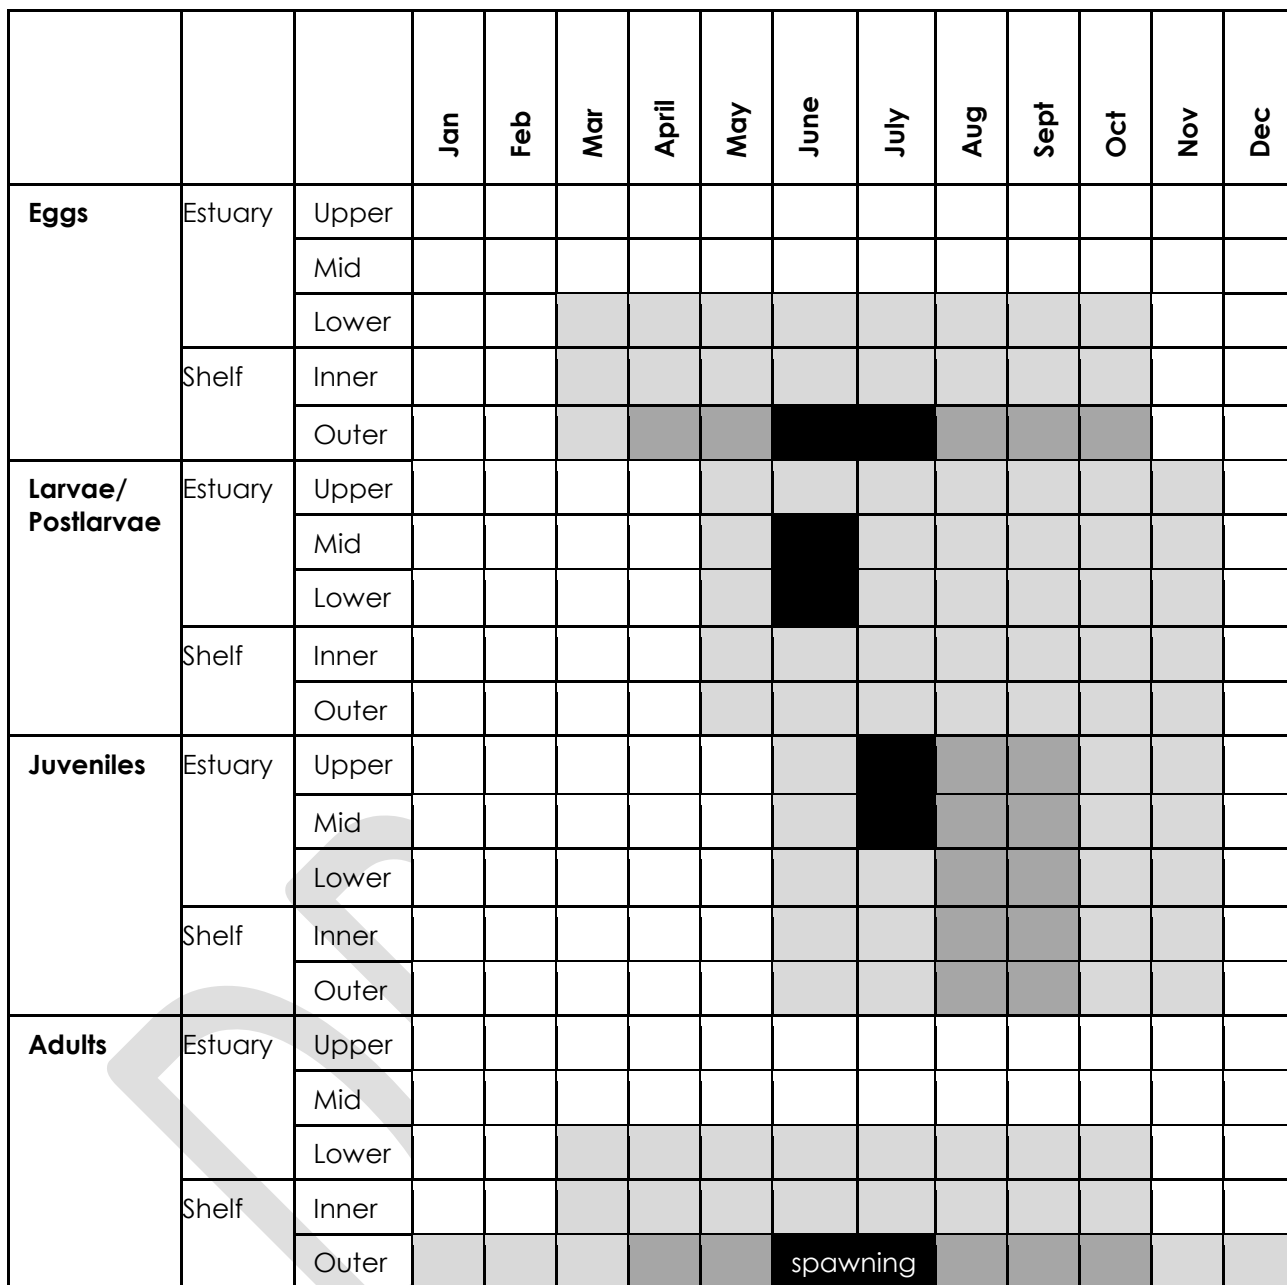 Jan Feb Mar April May June July Aug Sept Oct Nov Dec
Eggs Estuary Upper
Mid
Lower
Shelf Inner
Outer
Larvae/ Estuary Upper
Postlarvae
Mid
Lower
Shelf Inner
Outer
Juveniles Estuary Upper
Mid
Lower
Shelf Inner
Outer
Adults Estuary Upper
Mid
Lower
Shelf Inner
Outer spawning